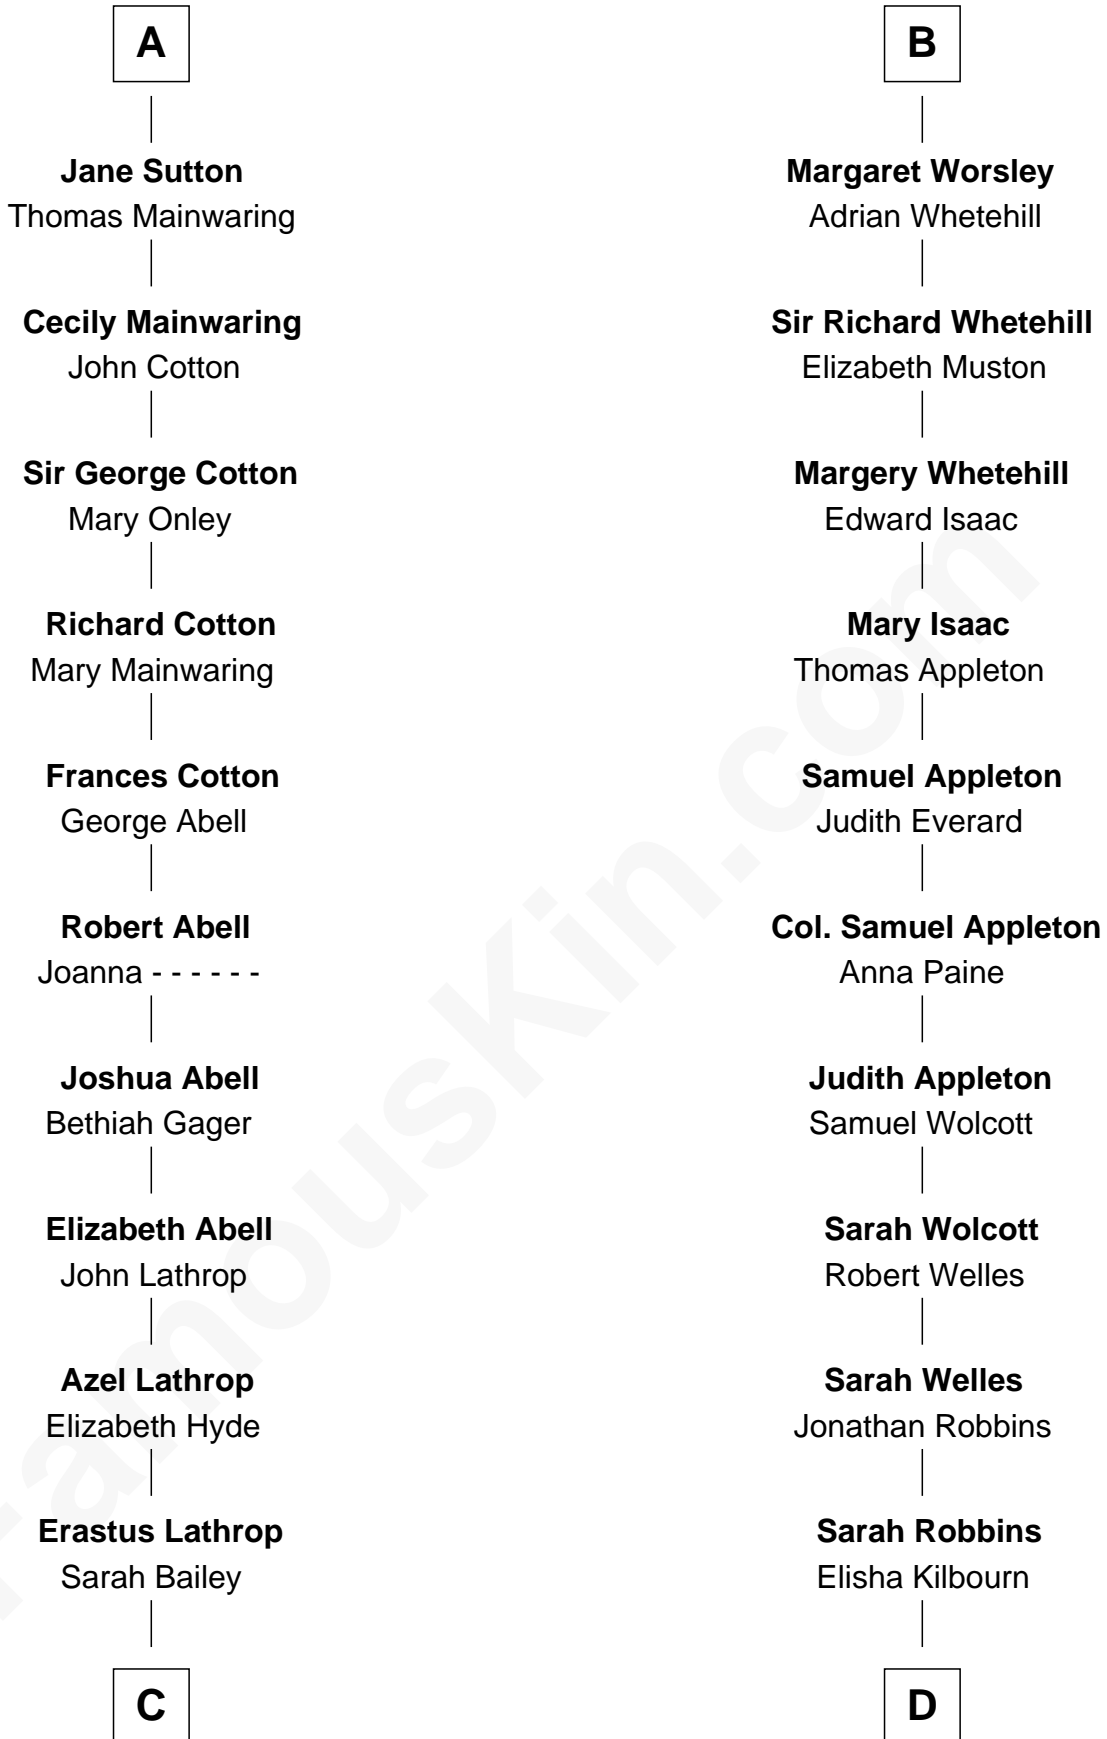 A
Jane Sutton
Thomas Mainwaring
Cecily Mainwaring
John Cotton
Sir George Cotton
Mary Onley
Richard Cotton
Mary Mainwaring
Frances Cotton
George Abell
Robert Abell
Joanna - - - - - -
Joshua Abell
Bethiah Gager
Elizabeth Abell
John Lathrop
Azel Lathrop
Elizabeth Hyde
Erastus Lathrop
Sarah Bailey
C
B
Margaret Worsley
Adrian Whetehill
Sir Richard Whetehill
Elizabeth Muston
Margery Whetehill
Edward Isaac
Mary Isaac
Thomas Appleton
Samuel Appleton
Judith Everard
Col. Samuel Appleton
Anna Paine
Judith Appleton
Samuel Wolcott
Sarah Wolcott
Robert Welles
Sarah Welles
Jonathan Robbins
Sarah Robbins
Elisha Kilbourn
D
FamousKin.com